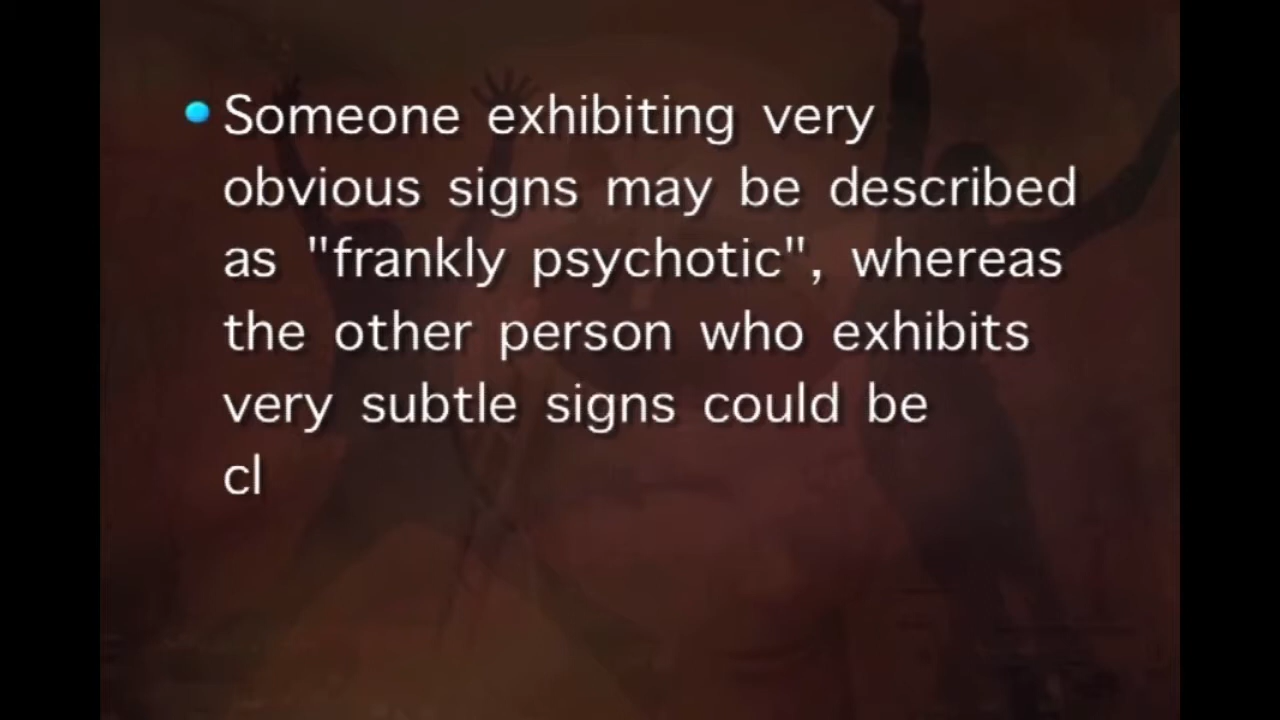 Someone exhibiting very
obvious signs may be described
as "frankly psychotic", whereas
the other person who exhibits
very subtle signs could be
cl